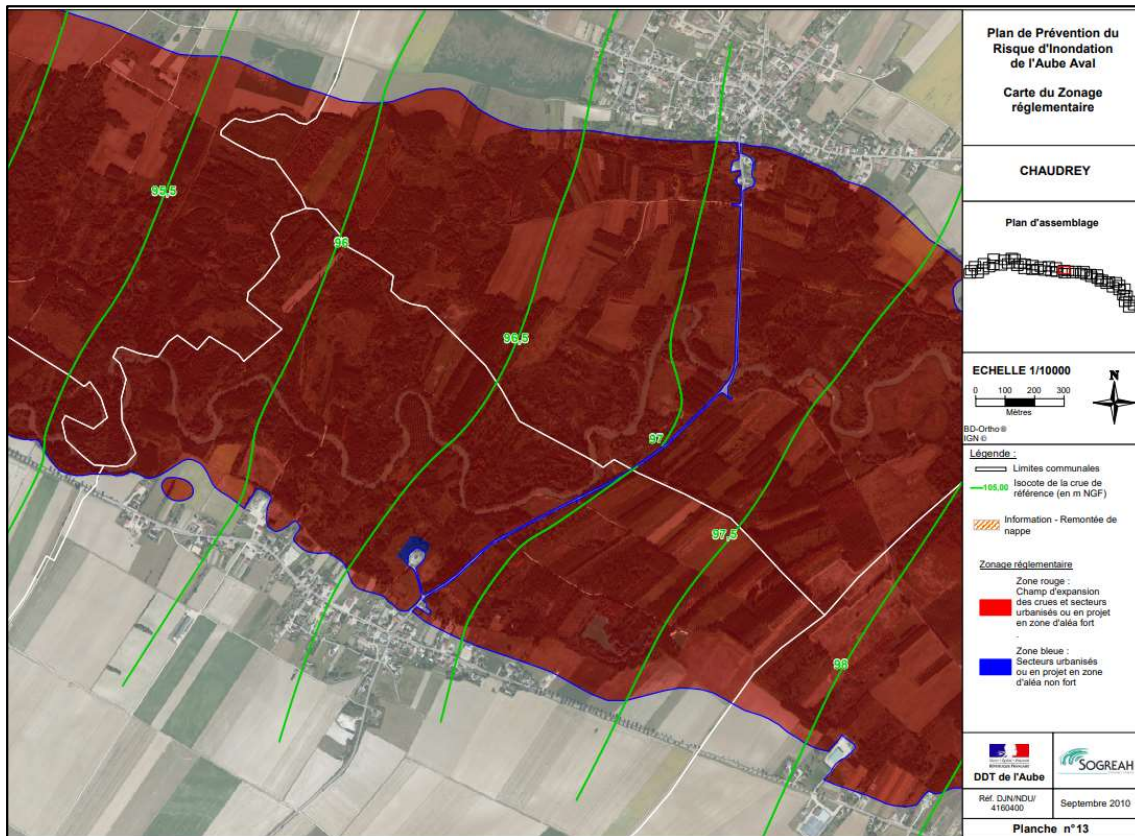 95,5
96
96,5
97
97,5
98
Plan de Prévention du
Risque d'Inondation
de l'Aube Aval
Carte du Zonage
réglementaire
CHAUDREY
Plan d'assemblage
ECHELLE 1/10000
N
0 100 200 300
Mètres
BD-Ortho®
IGN ©
Légende :
Limites communales
105.00 Isocote de la crue de
référence (en m NGF)
Information - Remontée de
nappe
Zonage réglementaire
Zone rouge :
Champ d'expansion
des crues et secteurs
urbanisés ou en projet
en zone d'aléa fort
.
Zone bleue :
Secteurs urbanisés
ou en projet en zone
d'aléa non fort
DDT de l'Aube
SOGREAH
Réf. DJN/NDU/
4160400
Septembre 2010
Planche n°13